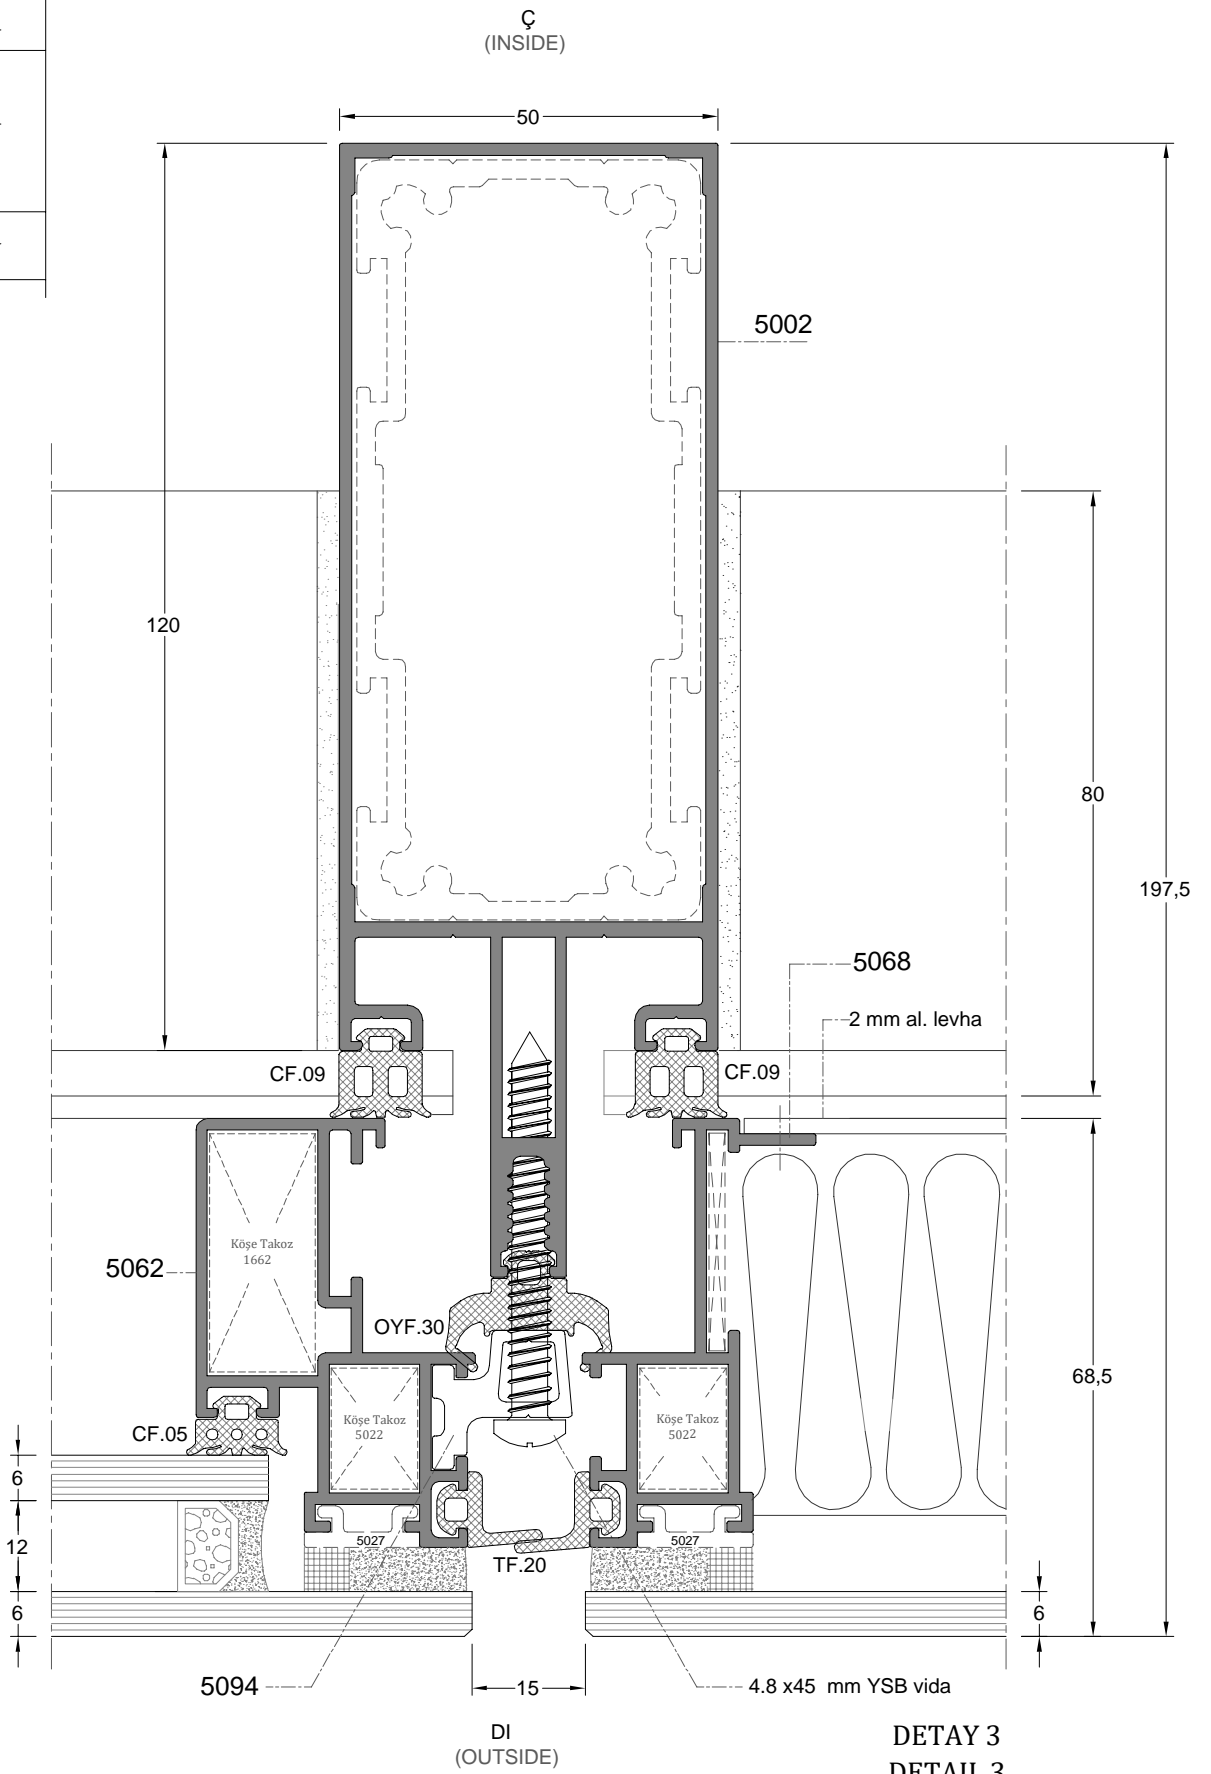 Ç
(INSIDE)
50
5002
120
80
197,5
5068
2 mm al. levha
CF.09
CF.09
Köşe Takoz
1662
5062
OYF.30
68,5
Köşe Takoz
5022
Köşe Takoz
5022
CF.05
6
12
5027
5027
TF.20
6
6
5094
15
4.8 x45 mm YSB vida
DI
(OUTSIDE)
DETAY 3
DETAIL 3